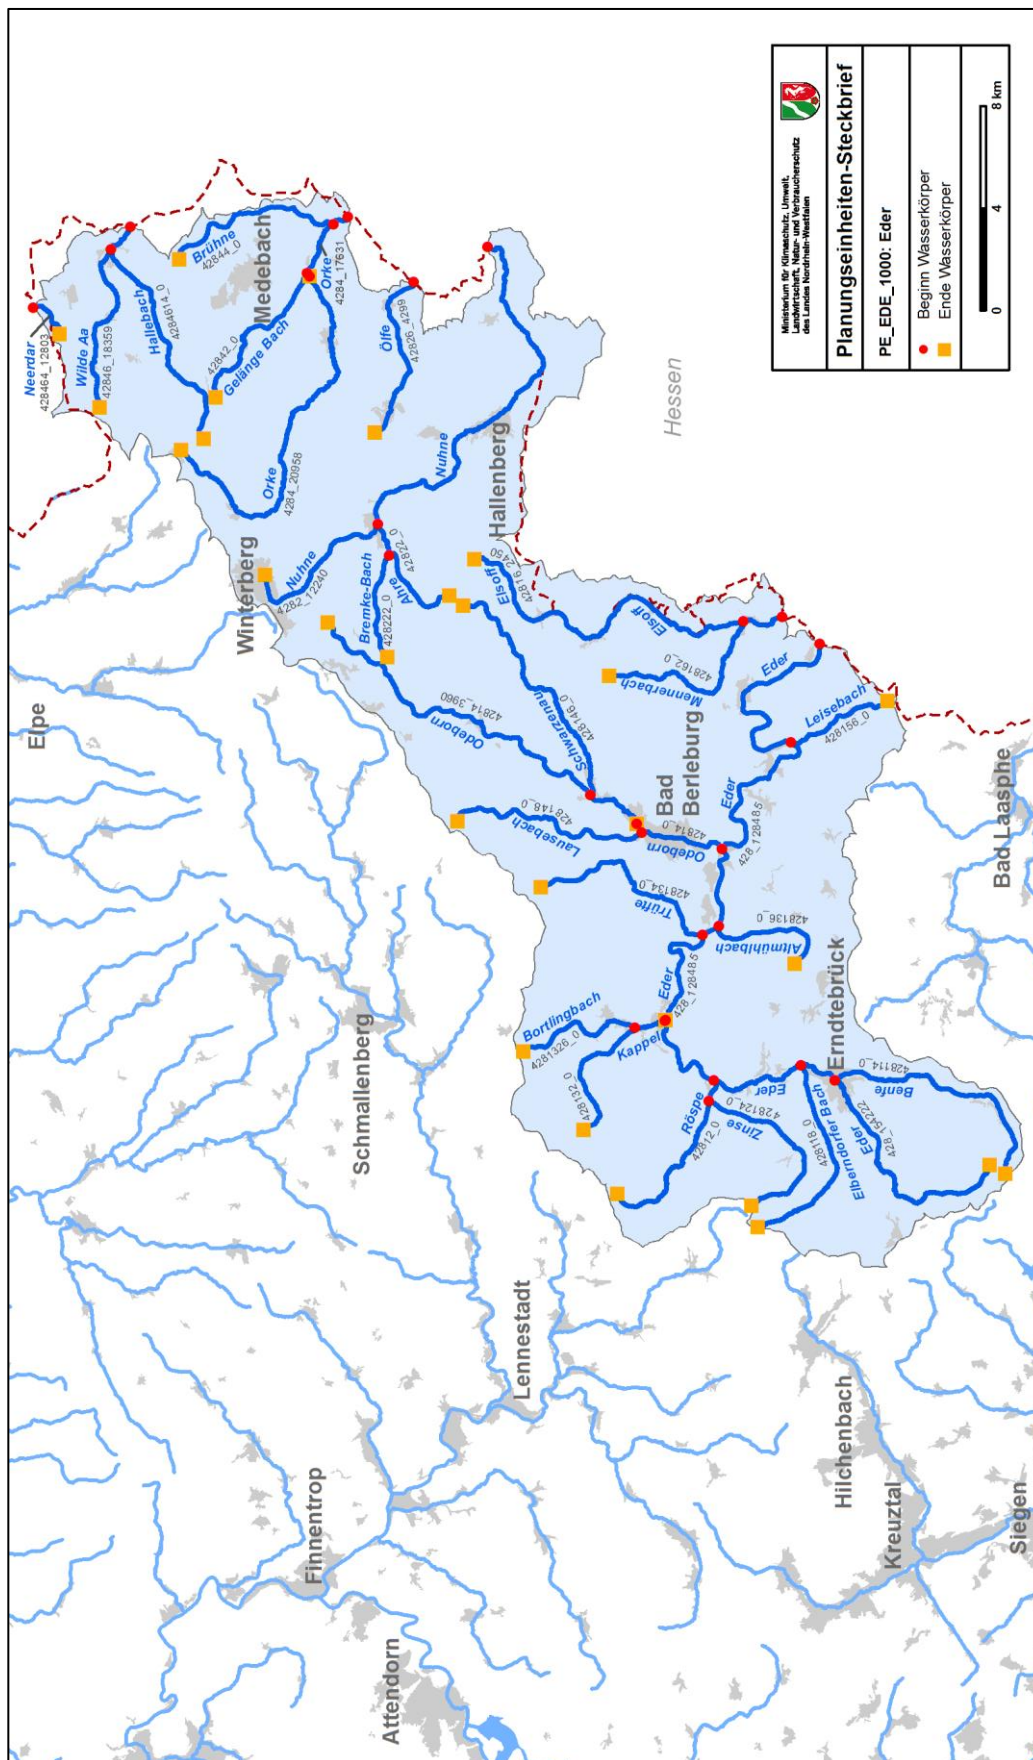 Elpe
Winterberg
Schmallenberg
Lennestadt
Finnentrop
Attendorn
Hilchenbach
Kreuztal
Siegen
Erndtebrück
Bad
Berleburg
Bad Laasphe
Hallenberg
Medebach
Hessen
Neerdar
428464_12803
Wilde Aa
42846_18359
Hallebach
4284614_0
Brühne
42844_0
Gelänge Bach
42842_0
Orke
4284_17631
Orke
4284_20958
Ölfe
42826_4299
Nuhne
Nuhne
4282_12240
Bremke-Bach
428222_0
Ahre
42822_0
Elsoff
42816_2450
Elsoff
Mennerbach
428162_0
Schwarzenau
428146_0
Odeborn
42814_3960
Lausebach
428148_0
Odeborn
42814_0
Eder
Leisebach
428156_0
Eder
428_128485
Trüfte
428134_0
Altmühlbach
428136_0
Eder
428_128485
Bortlingbach
4281326_0
Kappel
428132_0
Röspe
42812_0
Zinse
428124_0
Eder
Elberndorfer Bach
428118_0
Eder
428_154222
Benfe
428114_0
Ministerium für Klimaschutz, Umwelt,
Landwirtschaft, Natur- und Verbraucherschutz
des Landes Nordrhein-Westfalen
Planungseinheiten-Steckbrief
PE_EDE_1000: Eder
Beginn Wasserkörper
Ende Wasserkörper
0 4 8 km